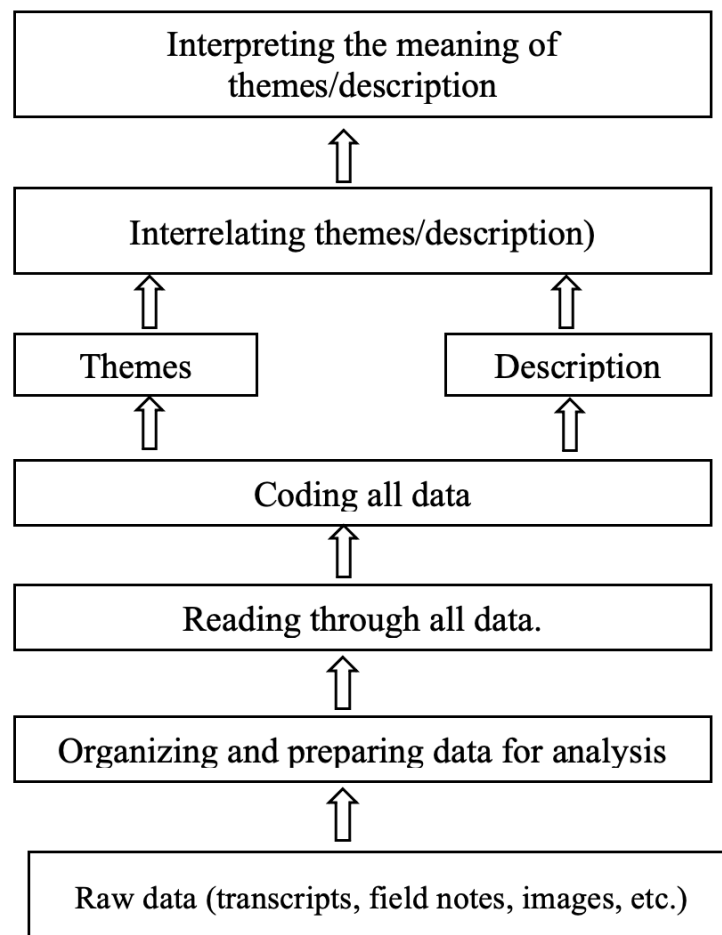 Interpreting the meaning of
themes/description
Interrelating themes/description)
Themes
Description
Coding all data
Reading through all data.
Organizing and preparing data for analysis
Raw data (transcripts, field notes, images, etc.)